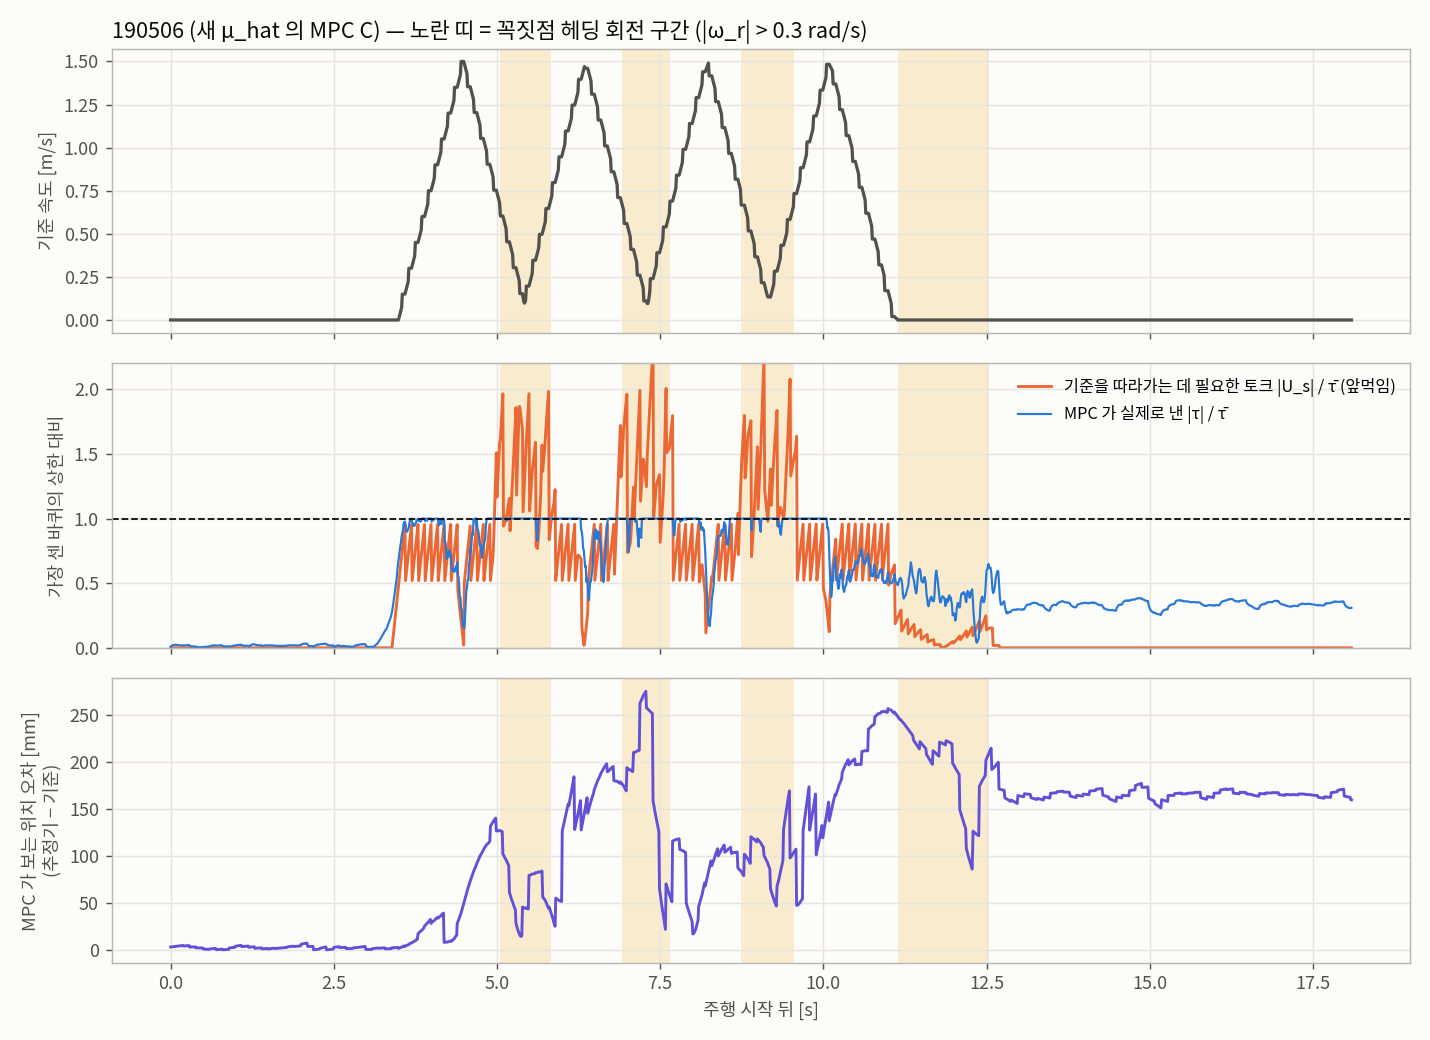 190506 (새 μ_hat 의 MPC C) — 노란 띠 = 꼭짓점 헤딩 회전 구간 (|ω_r| > 0.3 rad/s)
기준 속도 [m/s]
1.50
1.25
1.00
0.75
0.50
0.25
0.00
가장 센 바퀴의 상한 대비
2.0
1.5
1.0
0.5
0.0
기준을 따라가는 데 필요한 토크 |U_s| / τ̄ (앞먹임)
MPC 가 실제로 낸 |τ| / τ̄
MPC 가 보는 위치 오차 [mm]
(추정기 − 기준)
250
200
150
100
50
0
0.0 2.5 5.0 7.5 10.0 12.5 15.0 17.5
주행 시작 뒤 [s]